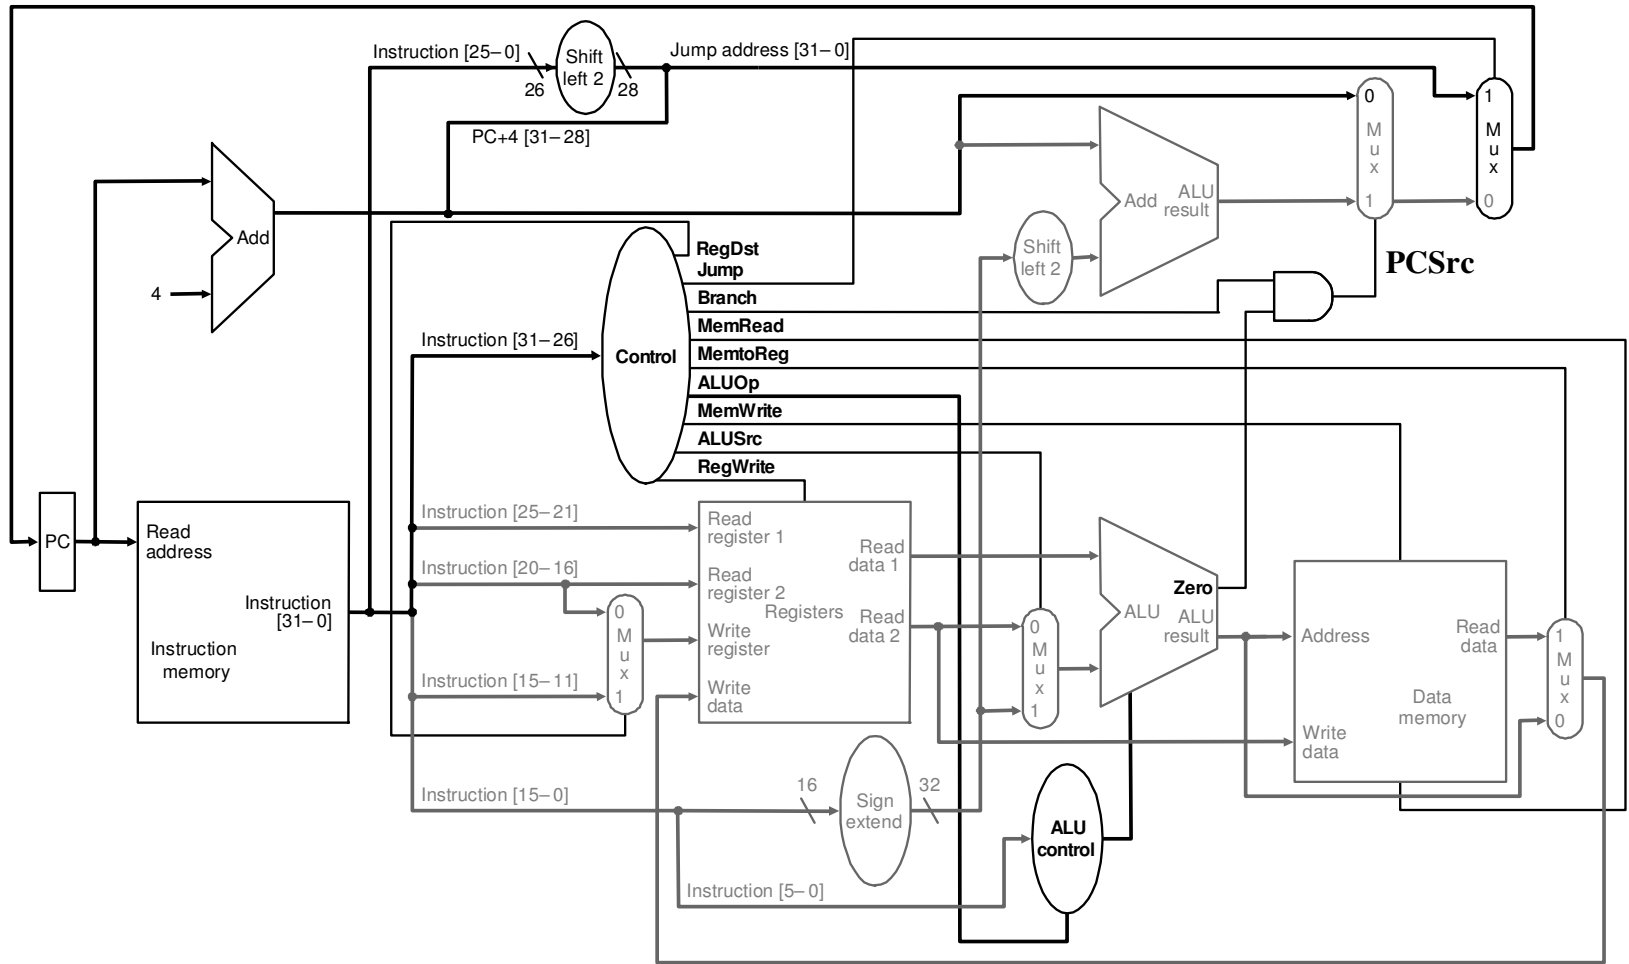 Instruction [25–0]
Shift
left 2
26
28
Jump address [31–0]
PC+4 [31–28]
0
M
u
x
1
1
M
u
x
0
Add
ALU
result
Add
4
Shift
left 2
PCSrc
RegDst
Jump
Branch
MemRead
MemtoReg
ALUOp
MemWrite
ALUSrc
RegWrite
Instruction [31–26]
Control
PC
Read
address
Instruction
[31–0]
Instruction
memory
Instruction [25–21]
Instruction [20–16]
Instruction [15–11]
Instruction [15–0]
Instruction [5–0]
0
M
u
x
1
Read
register 1
Read
register 2
Write
register
Write
data
Registers
Read
data 1
Read
data 2
0
M
u
x
1
Zero
ALU
ALU
result
Address
Write
data
Read
data
Data
memory
1
M
u
x
0
16
Sign
extend
32
ALU
control